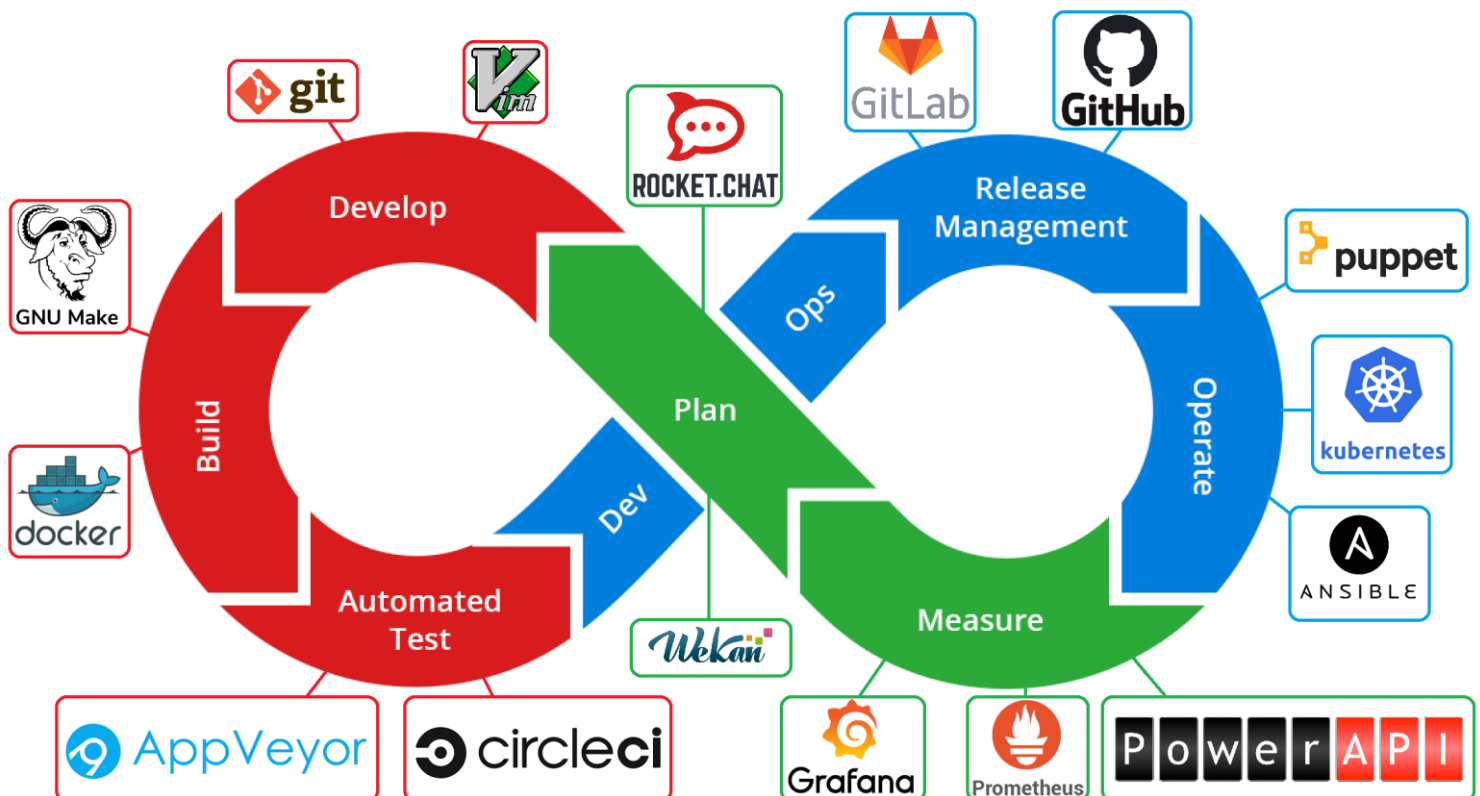 git
Vim
ROCKET.CHAT
GitLab
GitHub
Develop
Release
Management
GNU Make
puppet
Ops
Plan
Build
Operate
kubernetes
docker
Dev
ANSIBLE
Automated
Test
Measure
WeKan
AppVeyor
circleci
Grafana
Prometheus
PowerAPI